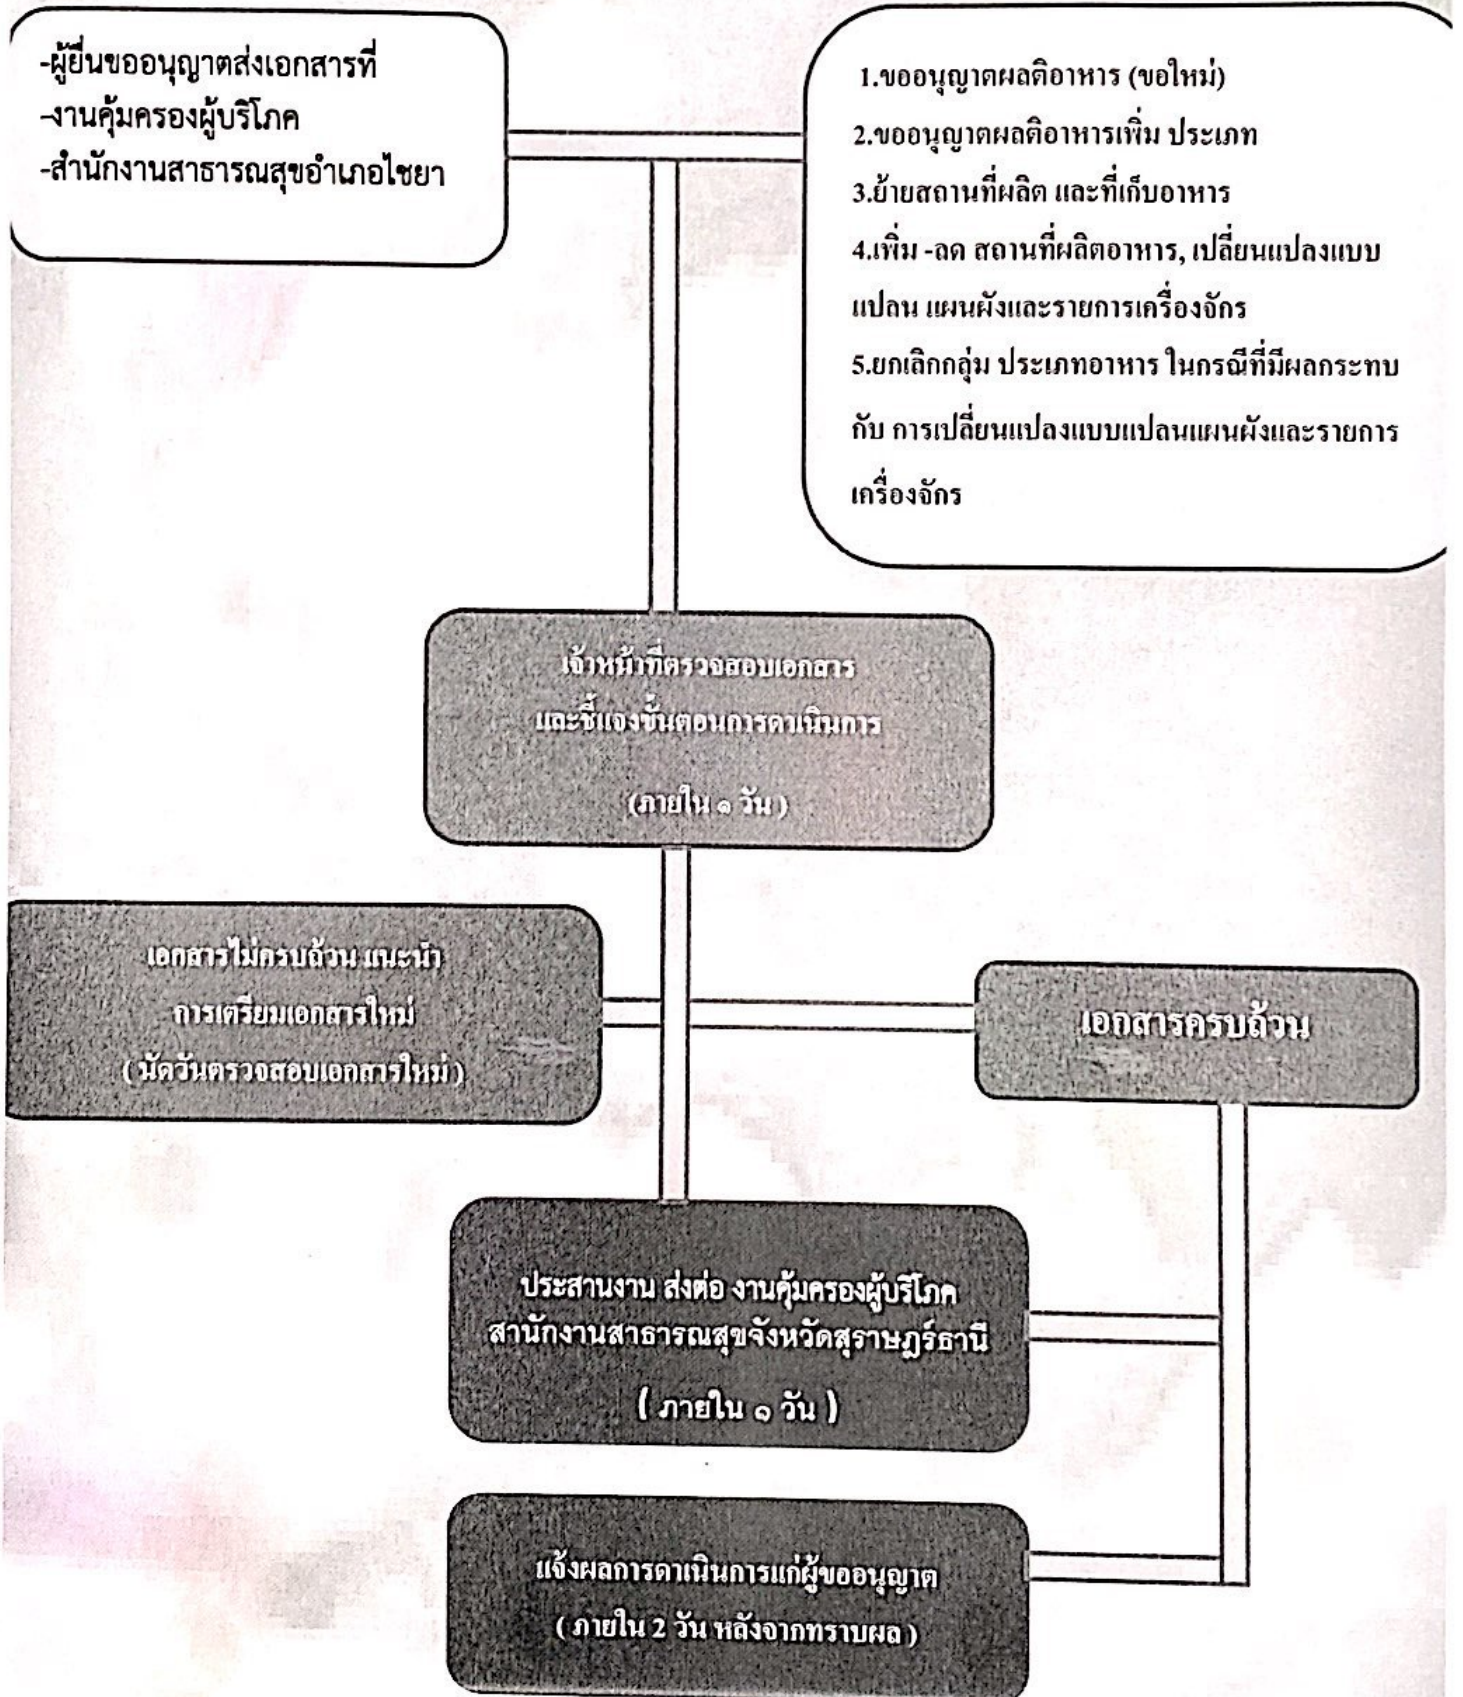 -ผู้ยื่นขออนุญาตส่งเอกสารที่
-งานคุ้มครองผู้บริโภค
-สำนักงานสาธารณสุขอำเภอไชยา
1.ขออนุญาตผลติอาหาร (ขอใหม่)
2.ขออนุญาตผลติอาหารเพิ่ม ประเภท
3.ย้ายสถานที่ผลิต และที่เก็บอาหาร
4.เพิ่ม -ลด สถานที่ผลิตอาหาร, เปลี่ยนแปลงแบบ
แปลน แผนผังและรายการเครื่องจักร
5.ยกเลิกกลุ่ม ประเภทอาหาร ในกรณีที่มีผลกระทบ
กับ การเปลี่ยนแปลงแบบแปลนแผนผังและรายการ
เครื่องจักร
เจ้าหน้าที่ตรวจสอบเอกสาร
และชี้แจงขั้นตอนการดาเนินการ
(ภายใน ๑ วัน )
เอกสารไม่ครบถ้วน แนะนำ
การเตรียมเอกสารใหม่
( นัดวันตรวจสอบเอกสารใหม่ )
เอกสารครบถ้วน
ประสานงาน ส่งต่อ งานคุ้มครองผู้บริโภค
สานักงานสาธารณสุขจังหวัดสุราษฎร์ธานี
( ภายใน ๑ วัน )
แจ้งผลการดาเนินการแก่ผู้ขออนุญาต
( ภายใน 2 วัน หลังจากทราบผล )